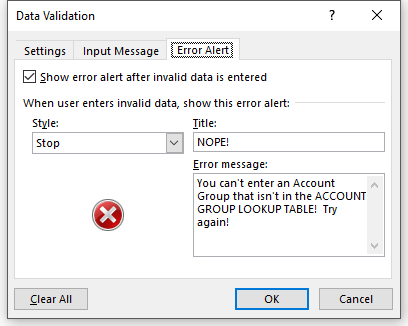 Data Validation
? ×
Settings Input Message Error Alert
Show error alert after invalid data is entered
When user enters invalid data, show this error alert:
Style: Title:
Stop NOPE!
Error message:
You can't enter an Account
Group that isn't in the ACCOUNT
GROUP LOOKUP TABLE!  Try
again!
Clear All OK Cancel